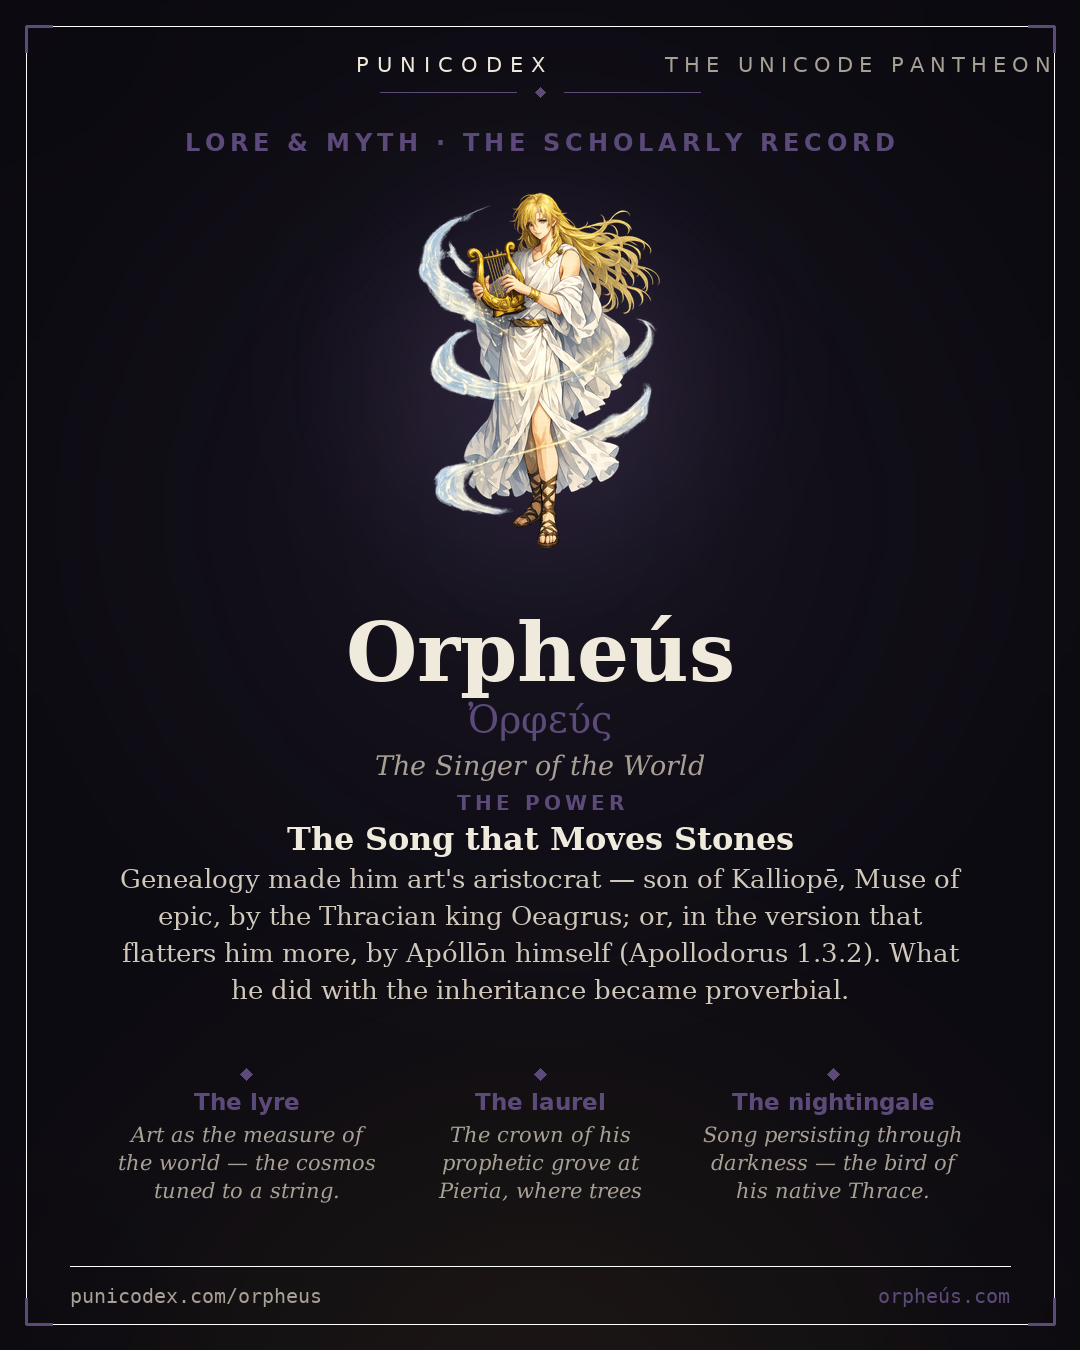 PUNICODEX THE UNICODE PANTHEON
LORE & MYTH · THE SCHOLARLY RECORD
Orpheús
Ὀρφεύς
The Singer of the World
THE POWER
The Song that Moves Stones
Genealogy made him art's aristocrat — son of Kalliopē, Muse of
epic, by the Thracian king Oeagrus; or, in the version that
flatters him more, by Apóllōn himself (Apollodorus 1.3.2). What
he did with the inheritance became proverbial.
The lyre
Art as the measure of
the world — the cosmos
tuned to a string.
The laurel
The crown of his
prophetic grove at
Pieria, where trees
The nightingale
Song persisting through
darkness — the bird of
his native Thrace.
punicodex.com/orpheus
orpheús.com